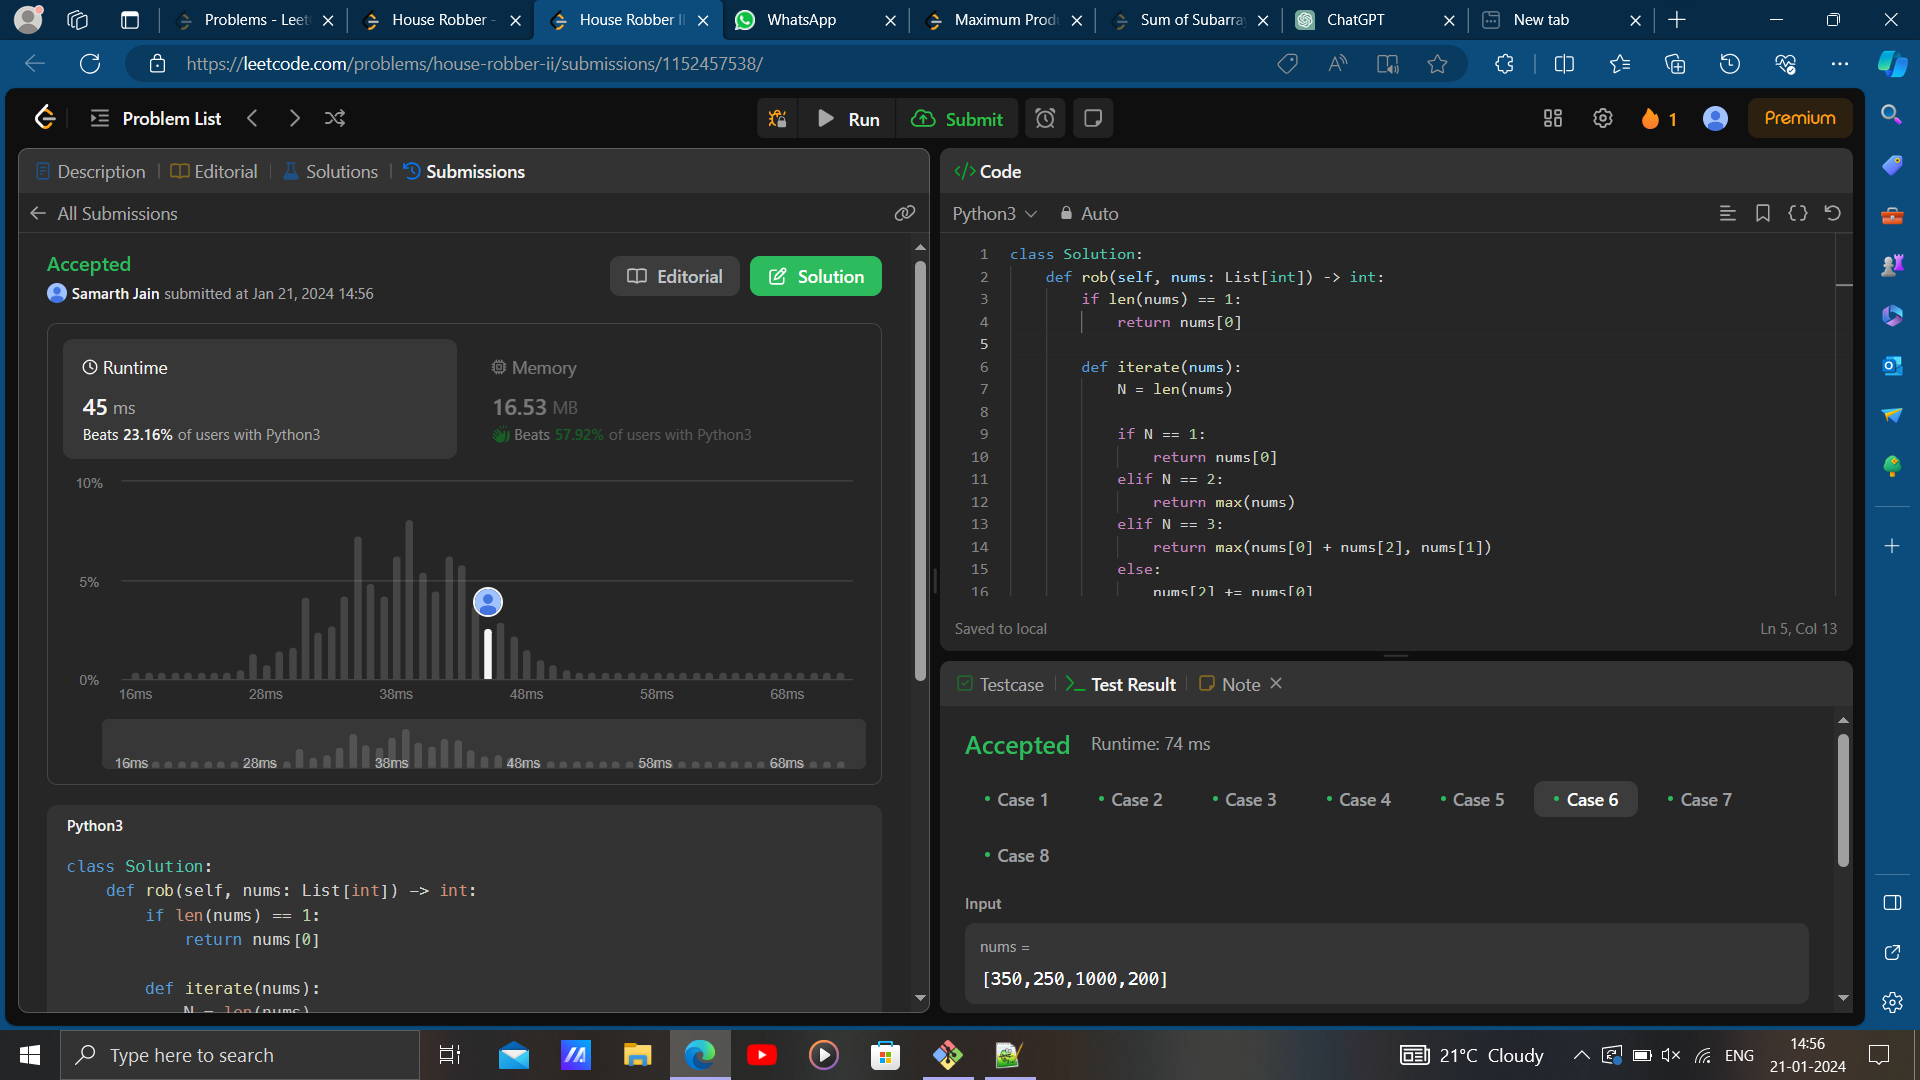 Problems - Leet
House Robber -
House Robber II
WhatsApp
Maximum Produ
Sum of Subarray
ChatGPT
New tab
https://leetcode.com/problems/house-robber-ii/submissions/1152457538/
Problem List
Run
Submit
1
Premium
Description
Editorial
Solutions
Submissions
All Submissions
Accepted
Samarth Jain submitted at Jan 21, 2024 14:56
Editorial
Solution
Runtime
45 ms
Beats 23.16% of users with Python3
Memory
16.53 MB
Beats 57.92% of users with Python3
10%
5%
0%
16ms 28ms 38ms 48ms 58ms 68ms
16ms 28ms 38ms 48ms 58ms 68ms
Python3
class Solution:
def rob(self, nums: List[int]) -> int:
if len(nums) == 1:
return nums[0]
def iterate(nums):
N = len(nums)
</> Code
Python3
Auto
1 class Solution:
2 def rob(self, nums: List[int]) -> int:
3 if len(nums) == 1:
4 return nums[0]
5
6 def iterate(nums):
7 N = len(nums)
8
9 if N == 1:
10 return nums[0]
11 elif N == 2:
12 return max(nums)
13 elif N == 3:
14 return max(nums[0] + nums[2], nums[1])
15 else:
16 nums[2] += nums[0]
Saved to local
Ln 5, Col 13
Testcase
Test Result
Note
Accepted
Runtime: 74 ms
Case 1
Case 2
Case 3
Case 4
Case 5
Case 6
Case 7
Case 8
Input
nums =
[350,250,1000,200]
Type here to search
21°C Cloudy
ENG
14:56
21-01-2024